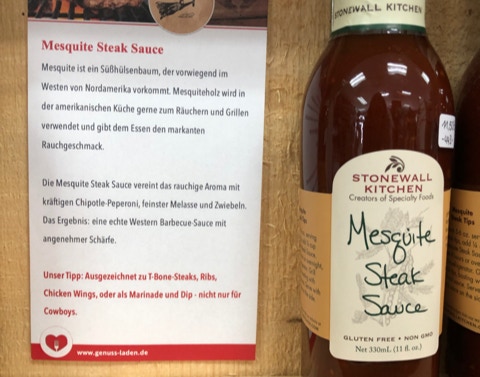 Mesquite Steak Sauce
Mesquite ist ein Süßhülsenbaum, der vorwiegend im
Westen von Nordamerika vorkommt. Mesquiteholz wird in
der amerikanischen Küche gerne zum Räuchern und Grillen
verwendet und gibt dem Essen den markanten
Rauchgeschmack.
Die Mesquite Steak Sauce vereint das rauchige Aroma mit
kräftigen Chipotle-Peperoni, feinster Melasse und Zwiebeln.
Das Ergebnis: eine echte Western Barbecue-Sauce mit
angenehmer Schärfe.
Unser Tipp: Ausgezeichnet zu T-Bone-Steaks, Ribs,
Chicken Wings, oder als Marinade und Dip - nicht nur für
Cowboys.
www.genuss-laden.de
STONEWALL KITCHEN
STONEWALL
KITCHEN
Creators of Specialty Foods
Mesquite
Steak
Sauce
GLUTEN FREE • NON GMO
Net 330mL (11 fl. oz.)
Mesquite
Tips